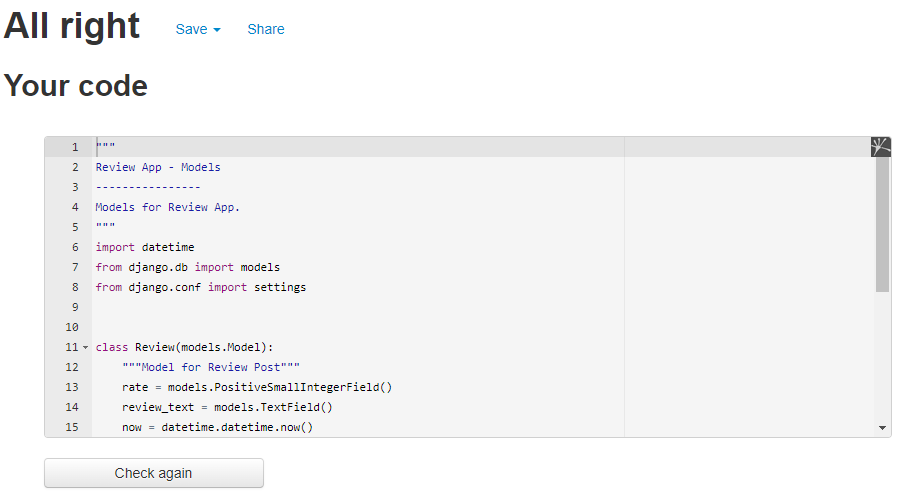 All right Save Share
Your code
1 """
2 Review App - Models
3 ----------------
4 Models for Review App.
5 """
6 import datetime
7 from django.db import models
8 from django.conf import settings
9
10
11 class Review(models.Model):
12 """Model for Review Post"""
13 rate = models.PositiveSmallIntegerField()
14 review_text = models.TextField()
15 now = datetime.datetime.now()
Check again